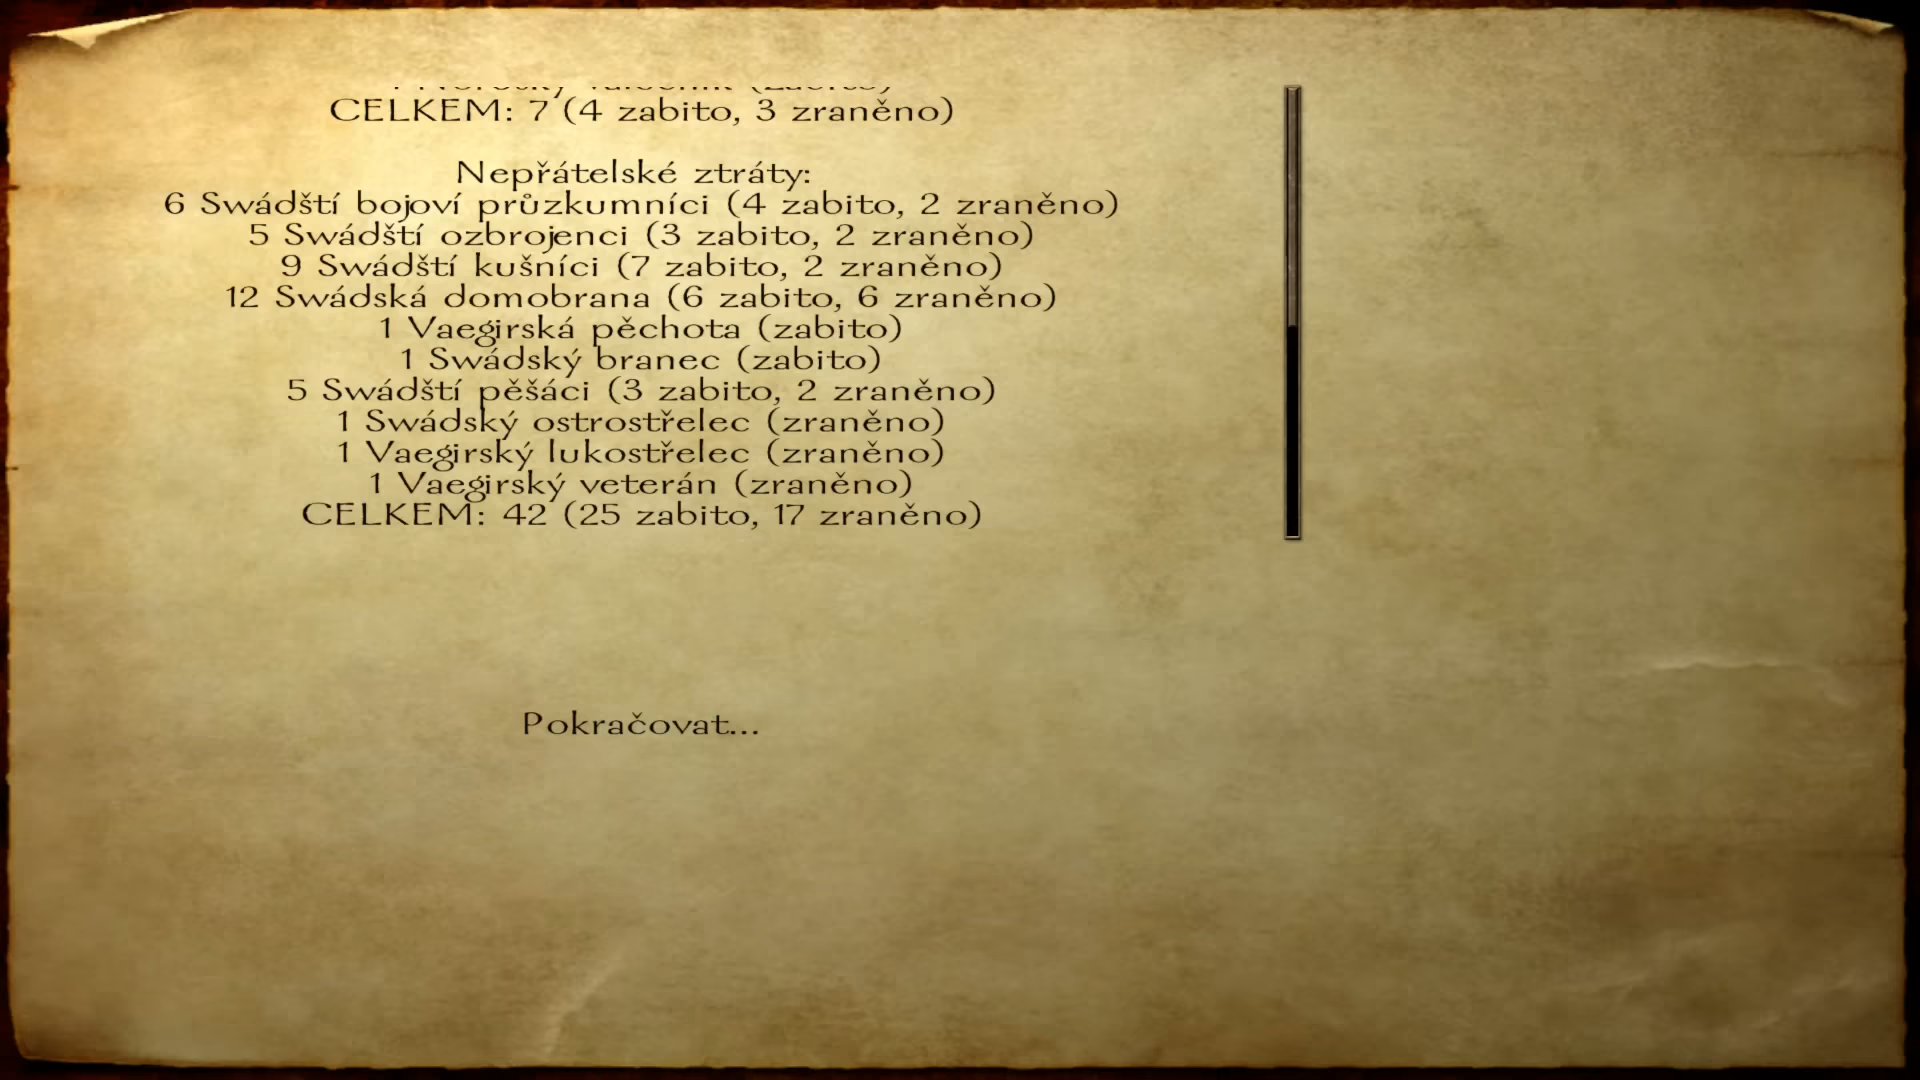 CELKEM: 7 (4 zabito, 3 zraněno)
Nepřátelské ztráty:
6 Swádští bojoví průzkumníci (4 zabito, 2 zraněno)
5 Swádští ozbrojenci (3 zabito, 2 zraněno)
9 Swádští kušníci (7 zabito, 2 zraněno)
12 Swádská domobrana (6 zabito, 6 zraněno)
1 Vaegirská pěchota (zabito)
1 Swádský branec (zabito)
5 Swádští pěšáci (3 zabito, 2 zraněno)
1 Swádský ostrostřelec (zraněno)
1 Vaegirský lukostřelec (zraněno)
1 Vaegirský veterán (zraněno)
CELKEM: 42 (25 zabito, 17 zraněno)
Pokračovat...